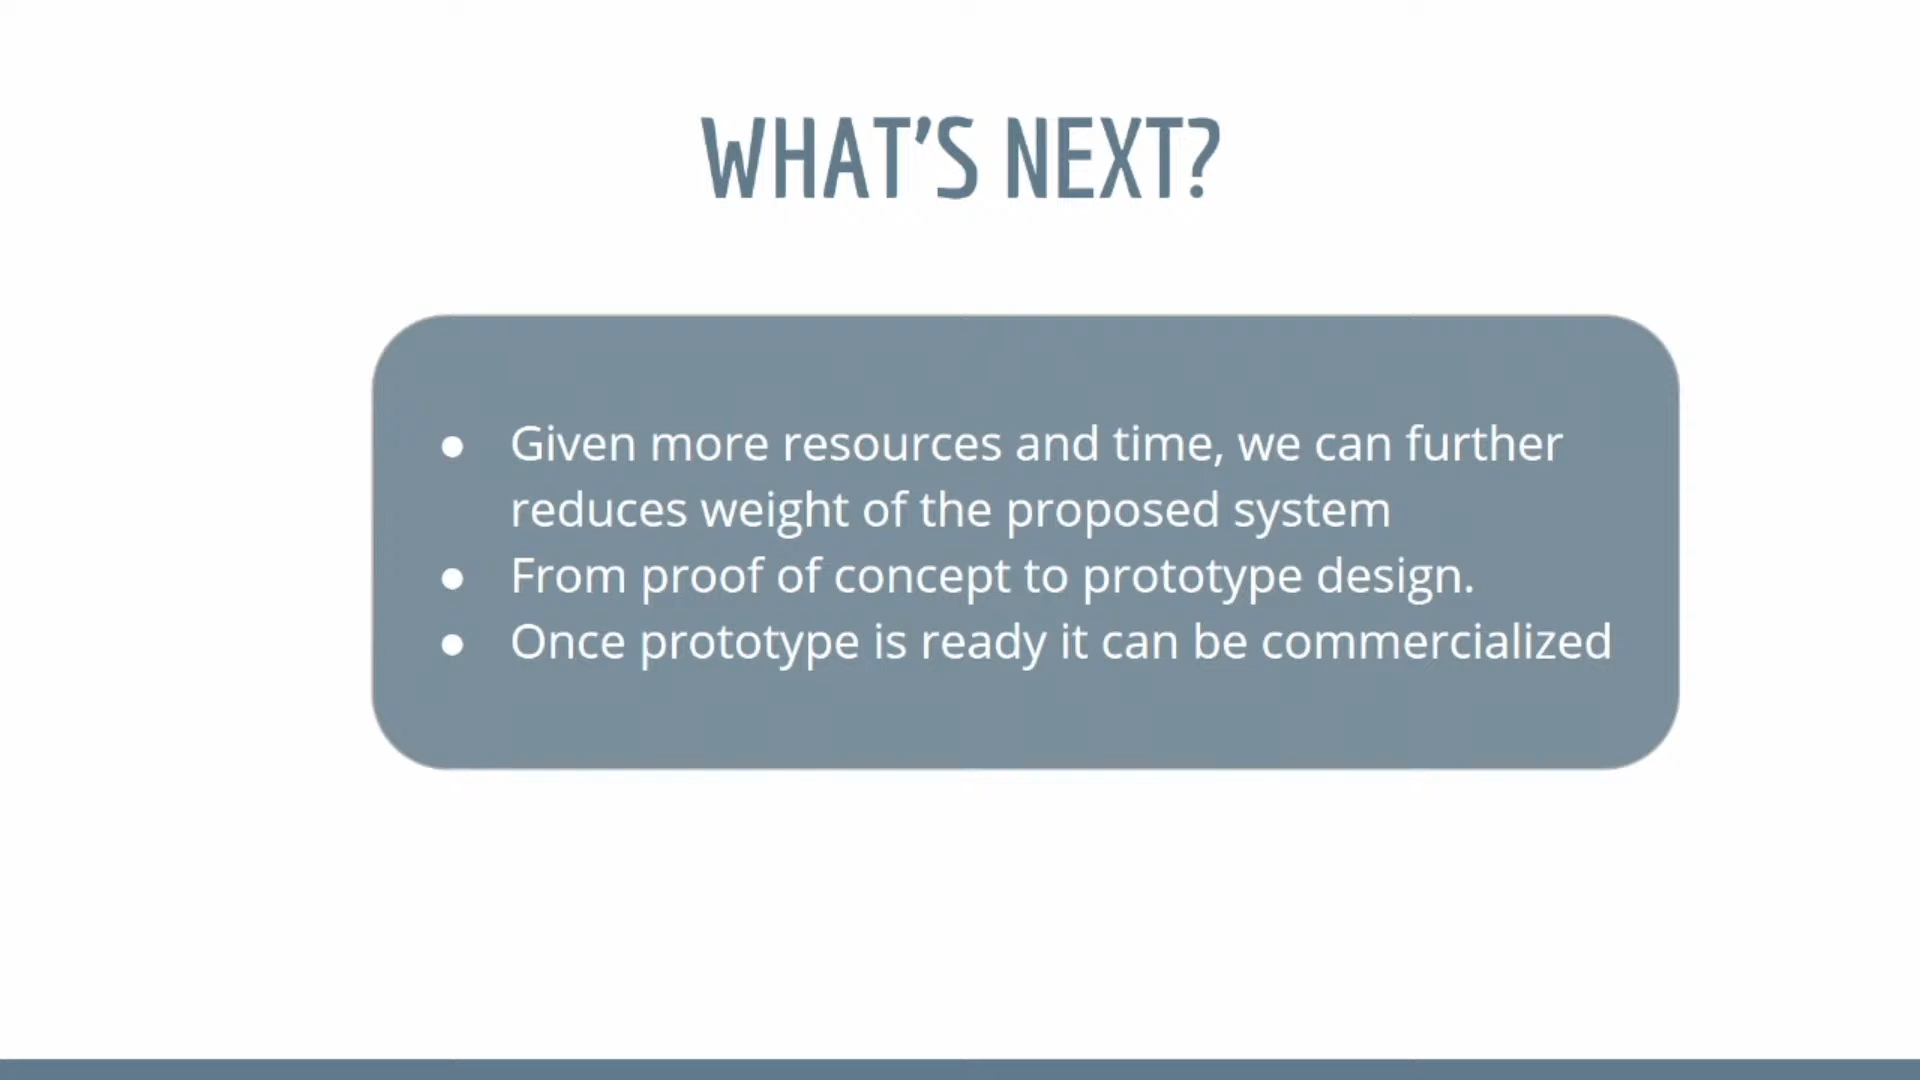 WHAT'S NEXT?
● Given more resources and time, we can further
reduces weight of the proposed system
● From proof of concept to prototype design.
● Once prototype is ready it can be commercialized